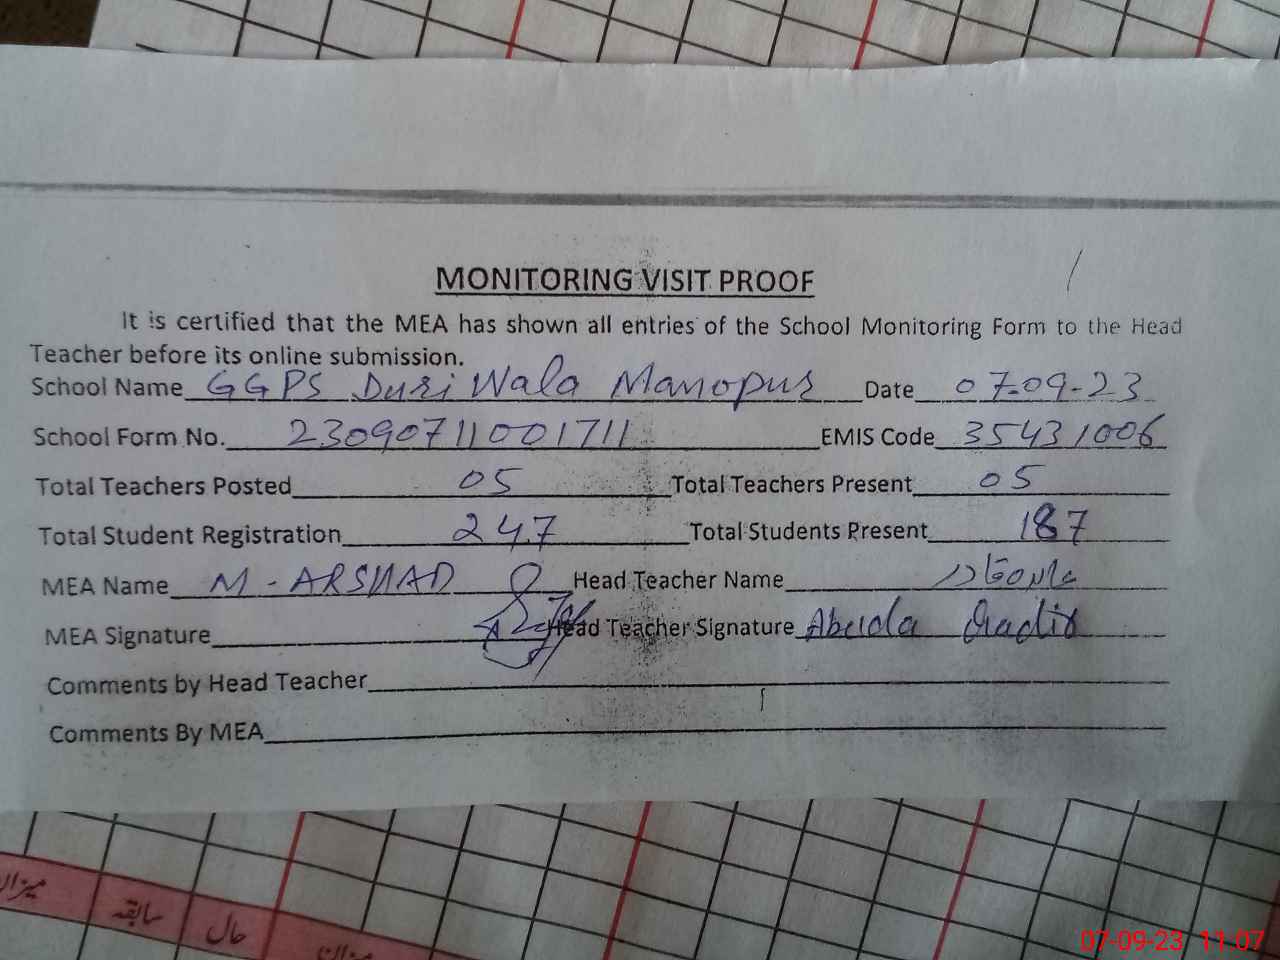 MONITORING VISIT PROOF
It is certified that the MEA has shown all entries of the School Monitoring Form to the Head
Teacher before its online submission.
School Name GGPS Duri Wala Manopur Date 07-09-23
School Form No. 23090711001711 EMIS Code 35431006
Total Teachers Posted 05 Total Teachers Present 05
Total Student Registration 247 Total Students Present 187
MEA Name M-ARSHAD Head Teacher Name
MEA Signature Head Teacher Signature Abida
Comments by Head Teacher
Comments By MEA
میزان سابقہ حال میزان
07-09-23 11:07